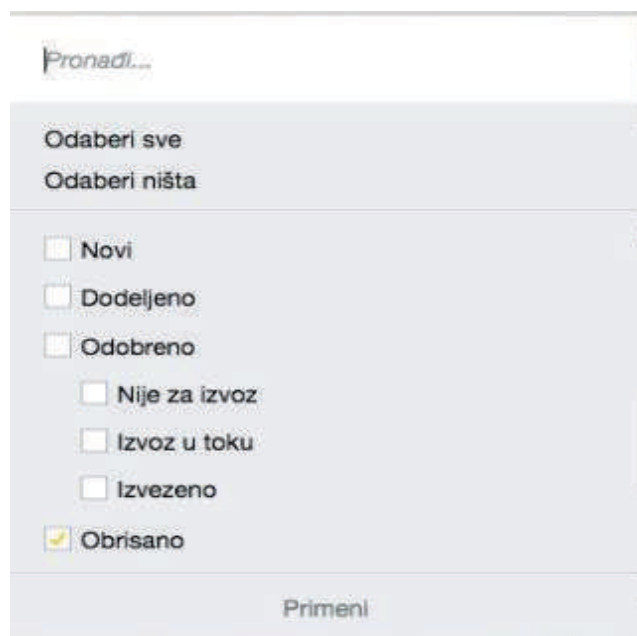 Pronađi...
Odaberi sve
Odaberi ništa
Novi
Dodeljeno
Odobreno
Nije za izvoz
Izvoz u toku
Izvezeno
Obrisano
Primeni